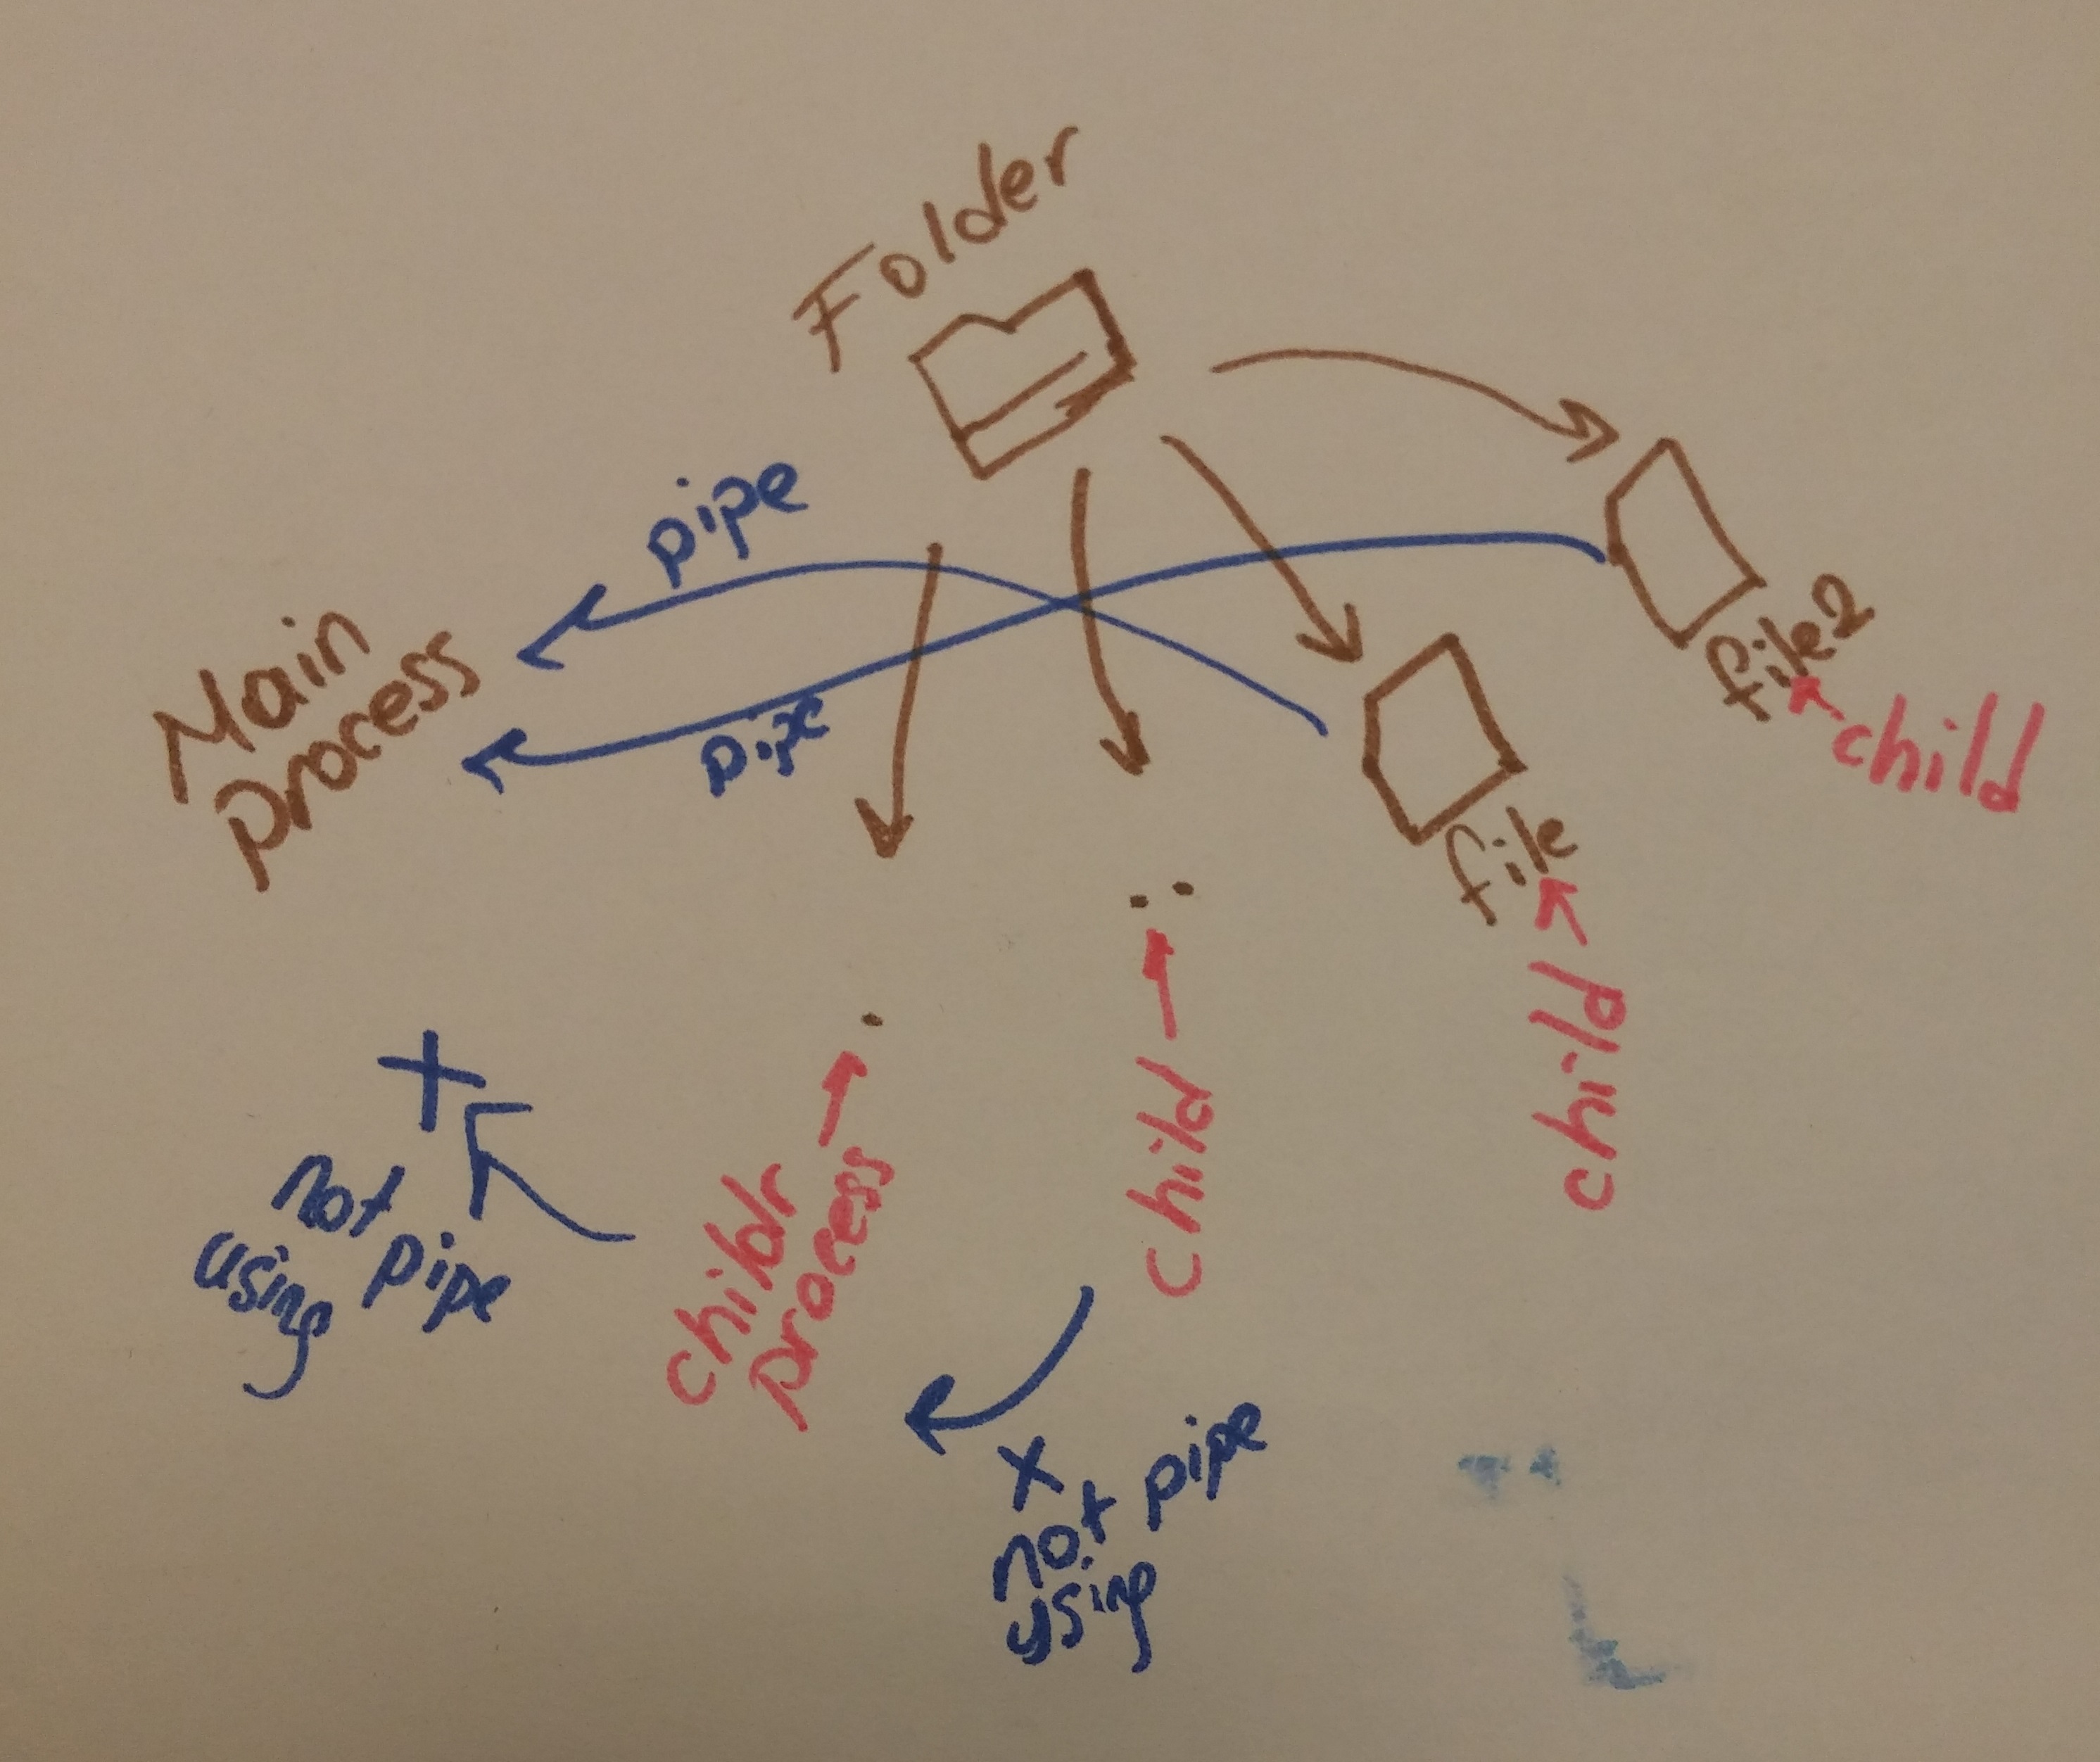 Folder
pipe
file2
child
Main
process
pipe
file
child
..
.
child
childr
process
not
using pipe
not pipe
using